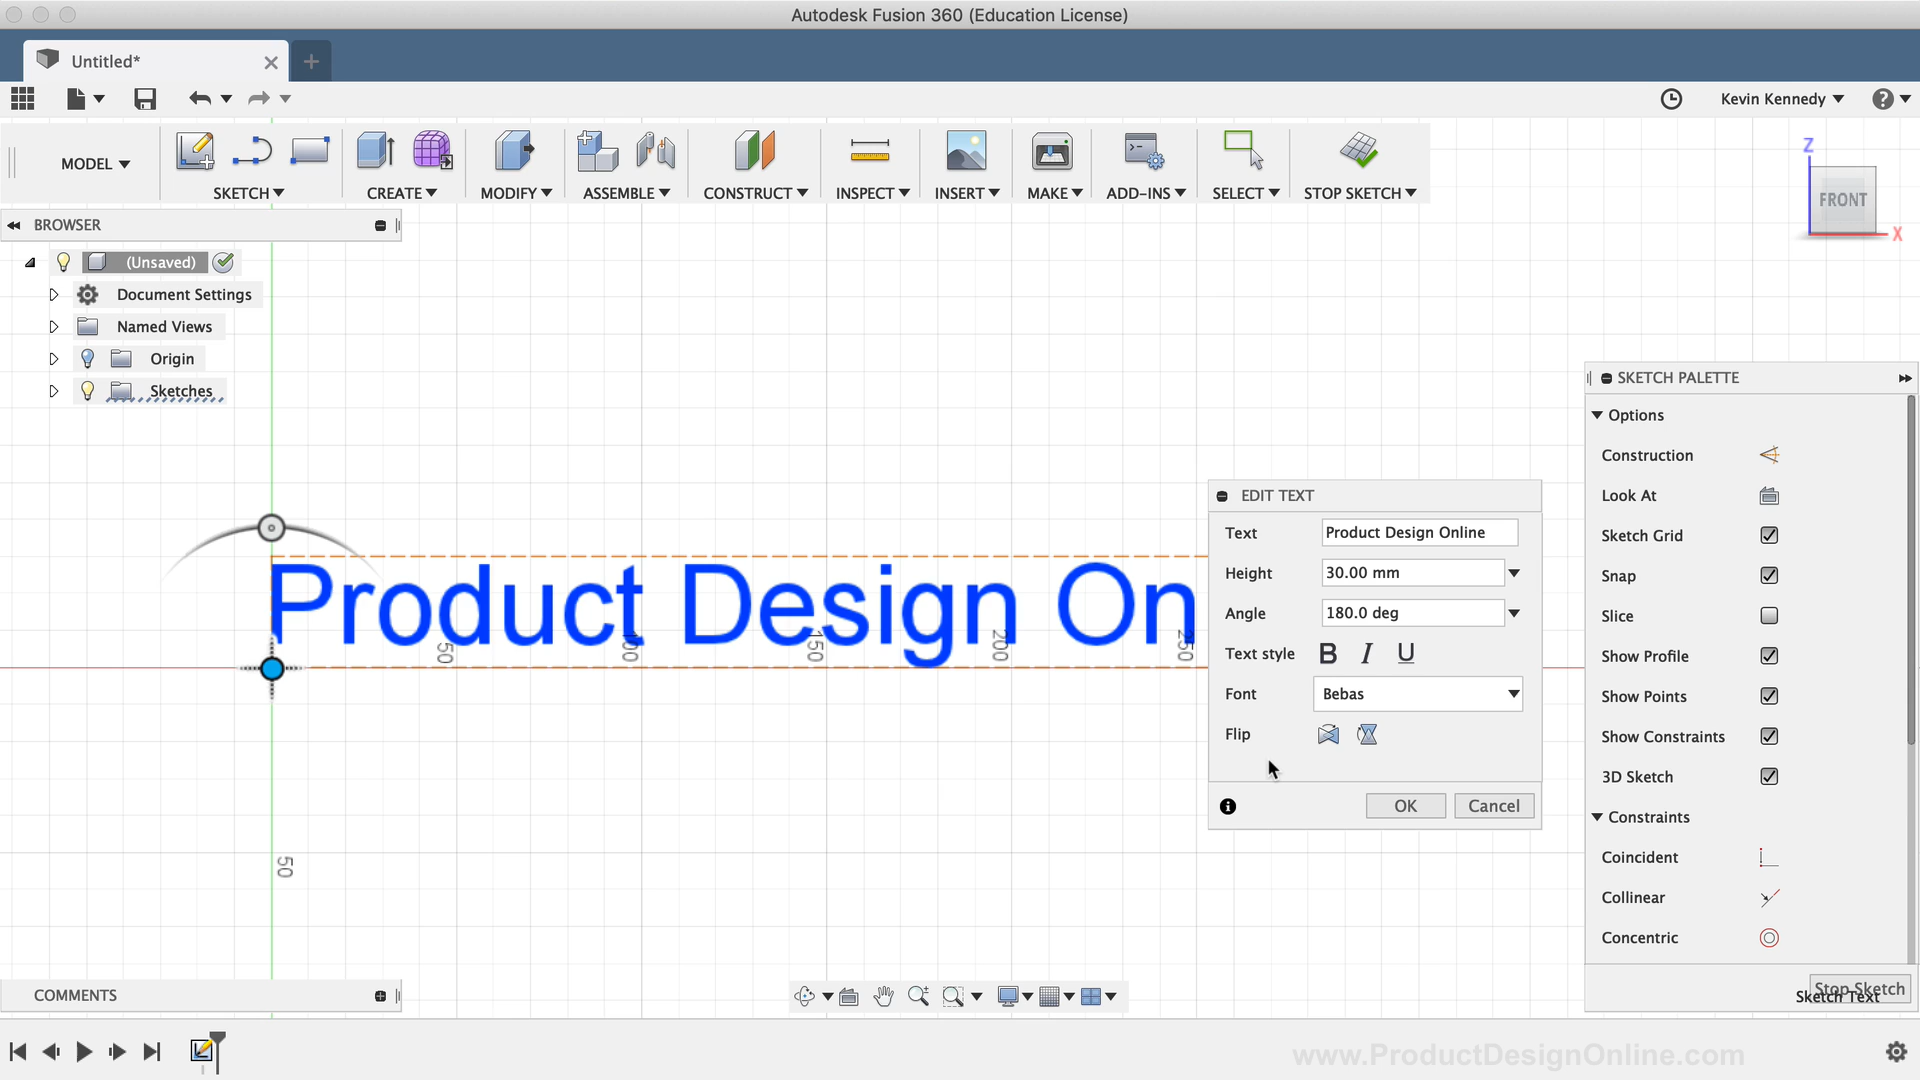 Autodesk Fusion 360 (Education License)
Untitled*
Kevin Kennedy
MODEL
SKETCH
CREATE
MODIFY
ASSEMBLE
CONSTRUCT
INSPECT
INSERT
MAKE
ADD-INS
SELECT
STOP SKETCH
Z
FRONT
X
BROWSER
(Unsaved)
Document Settings
Named Views
Origin
Sketches
SKETCH PALETTE
Options
Construction
Look At
Sketch Grid
Snap
Slice
Show Profile
Show Points
Show Constraints
3D Sketch
Constraints
Coincident
Collinear
Concentric
Stop Sketch
Sketch Text
EDIT TEXT
Text Product Design Online
Height 30.00 mm
Angle 180.0 deg
Text style B I U
Font Bebas
Flip
OK Cancel
Product Design On
50 100 150 200 250
50
COMMENTS
www.ProductDesignOnline.com